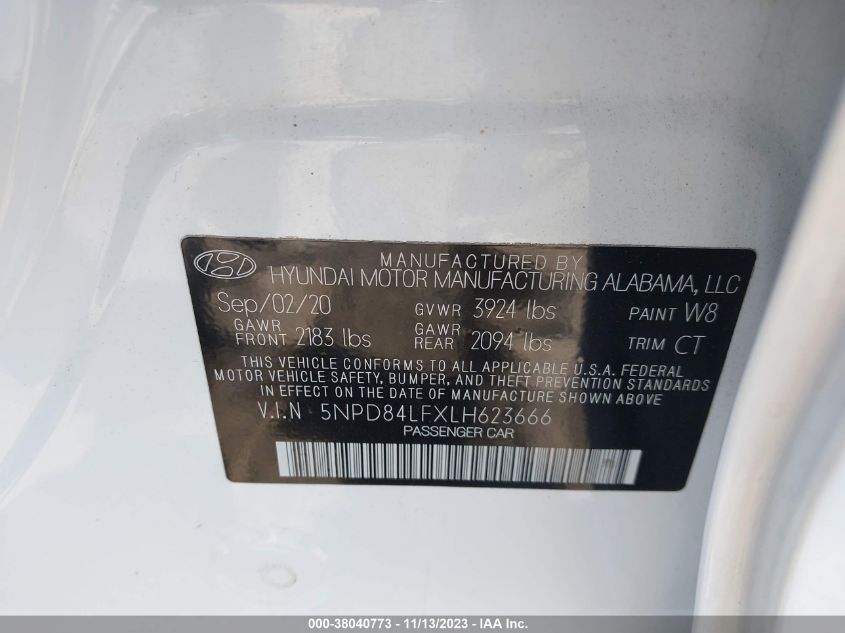 MANUFACTURED BY
HYUNDAI MOTOR MANUFACTURING ALABAMA, LLC
Sep/02/20 GVWR 3924 lbs PAINT W8
GAWR FRONT 2183 lbs GAWR REAR 2094 lbs TRIM CT
THIS VEHICLE CONFORMS TO ALL APPLICABLE U.S.A. FEDERAL
MOTOR VEHICLE SAFETY, BUMPER, AND THEFT PREVENTION STANDARDS
IN EFFECT ON THE DATE OF MANUFACTURE SHOWN ABOVE.
V.I.N 5NPD84LFXLH623666
PASSENGER CAR
000-38040773 - 11/13/2023 - IAA Inc.